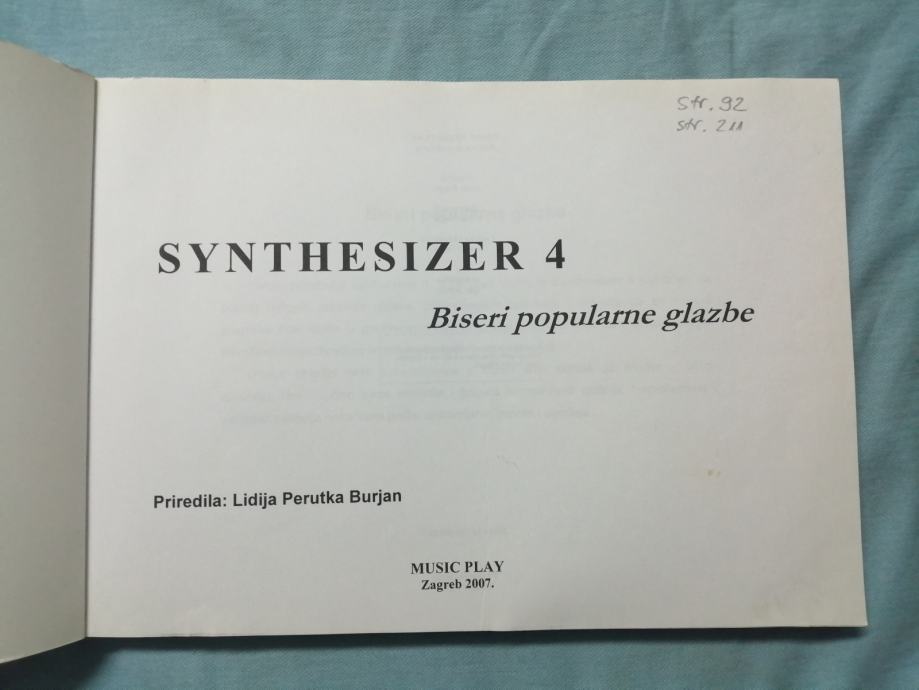 Str. 92
str. 211
SYNTHESIZER 4
Biseri popularne glazbe
Priredila: Lidija Perutka Burjan
MUSIC PLAY
Zagreb 2007.